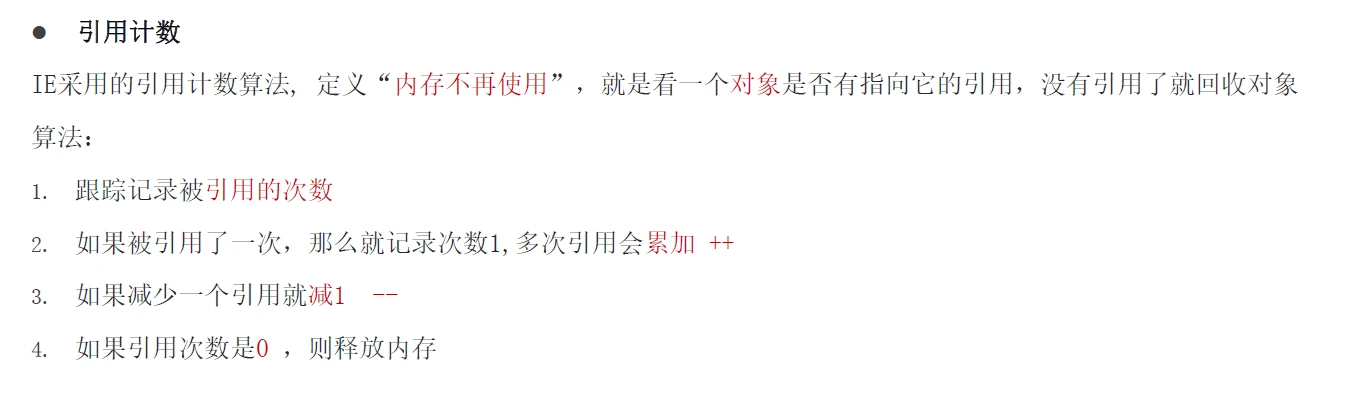 ● 引用计数
IE采用的引用计数算法, 定义“内存不再使用”，就是看一个对象是否有指向它的引用，没有引用了就回收对象
算法：
1. 跟踪记录被引用的次数
2. 如果被引用了一次，那么就记录次数1,多次引用会累加 ++
3. 如果减少一个引用就减1 --
4. 如果引用次数是0 ，则释放内存